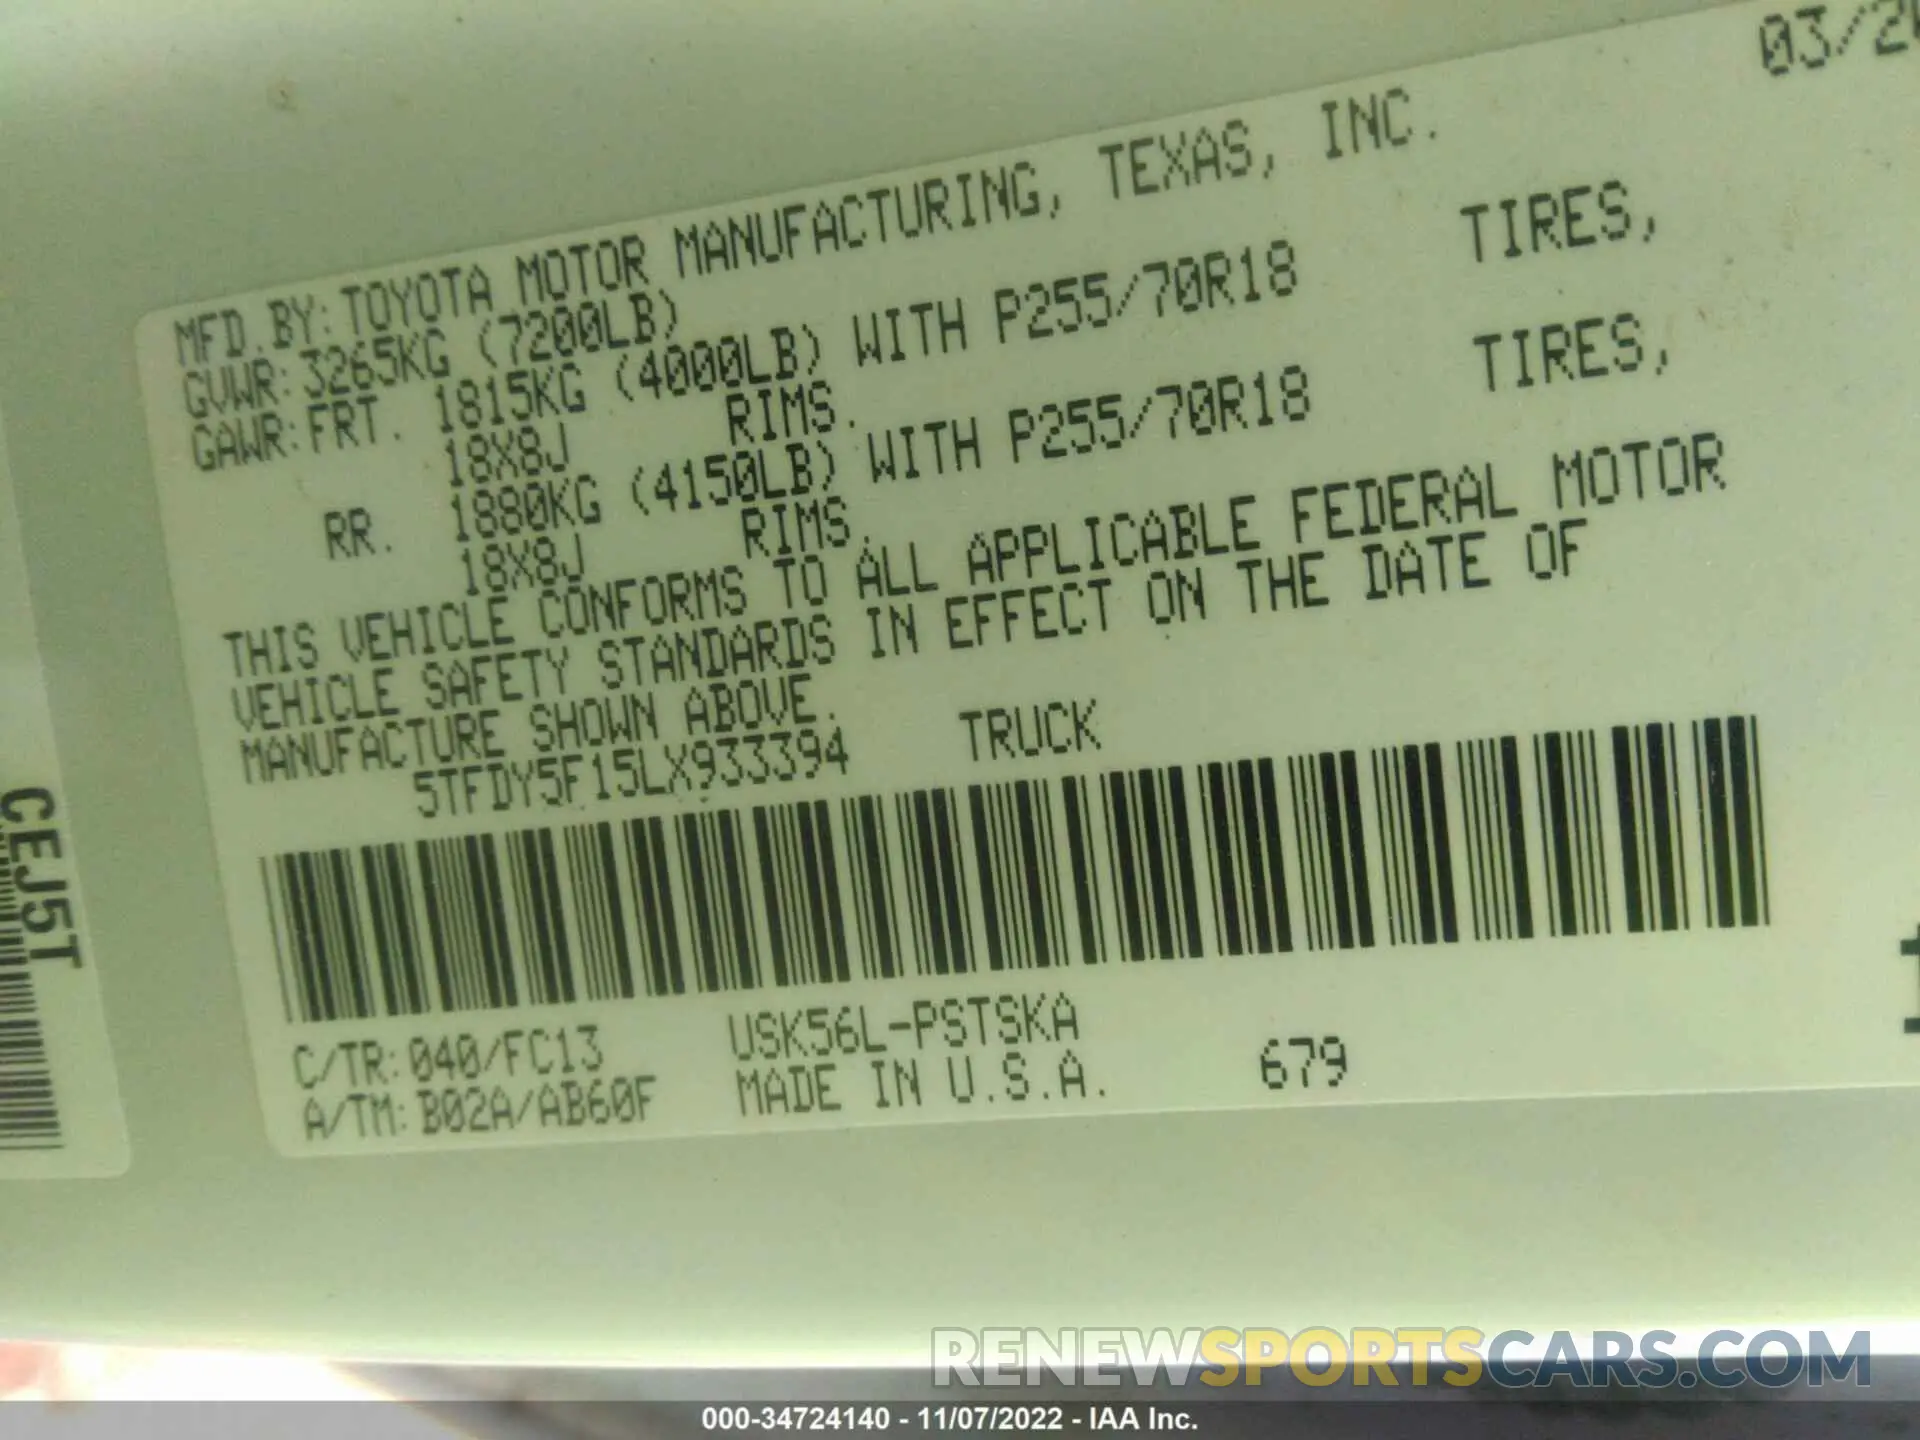 03/20
MFD.BY:TOYOTA MOTOR MANUFACTURING, TEXAS, INC.
GVWR:3265KG (7200LB)
GAWR:FRT. 1815KG (4000LB) WITH P255/70R18 TIRES,
18X8J RIMS.
RR. 1880KG (4150LB) WITH P255/70R18 TIRES,
18X8J RIMS.
THIS VEHICLE CONFORMS TO ALL APPLICABLE FEDERAL MOTOR
VEHICLE SAFETY STANDARDS IN EFFECT ON THE DATE OF
MANUFACTURE SHOWN ABOVE.
5TFDY5F15LX933394 TRUCK
C/TR:040/FC13 USK56L-PSTSKA
A/TM:B02A/AB60F MADE IN U.S.A. 679
CEJ5T
RENEWSPORTSCARS.COM
000-34724140 - 11/07/2022 - IAA Inc.